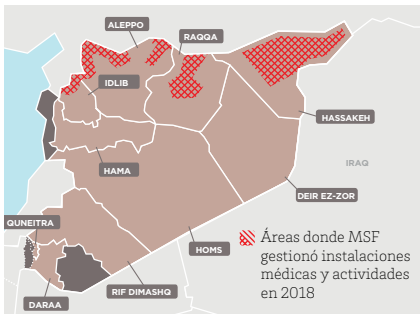 ALEPPO
RAQQA
IDLIB
HASSAKEH
IRAQ
HAMA
DEIR EZ-ZOR
QUNEITRA
HOMS
RIF DIMASHQ
DARAA
Áreas donde MSF
gestionó instalaciones
médicas y actividades
en 2018